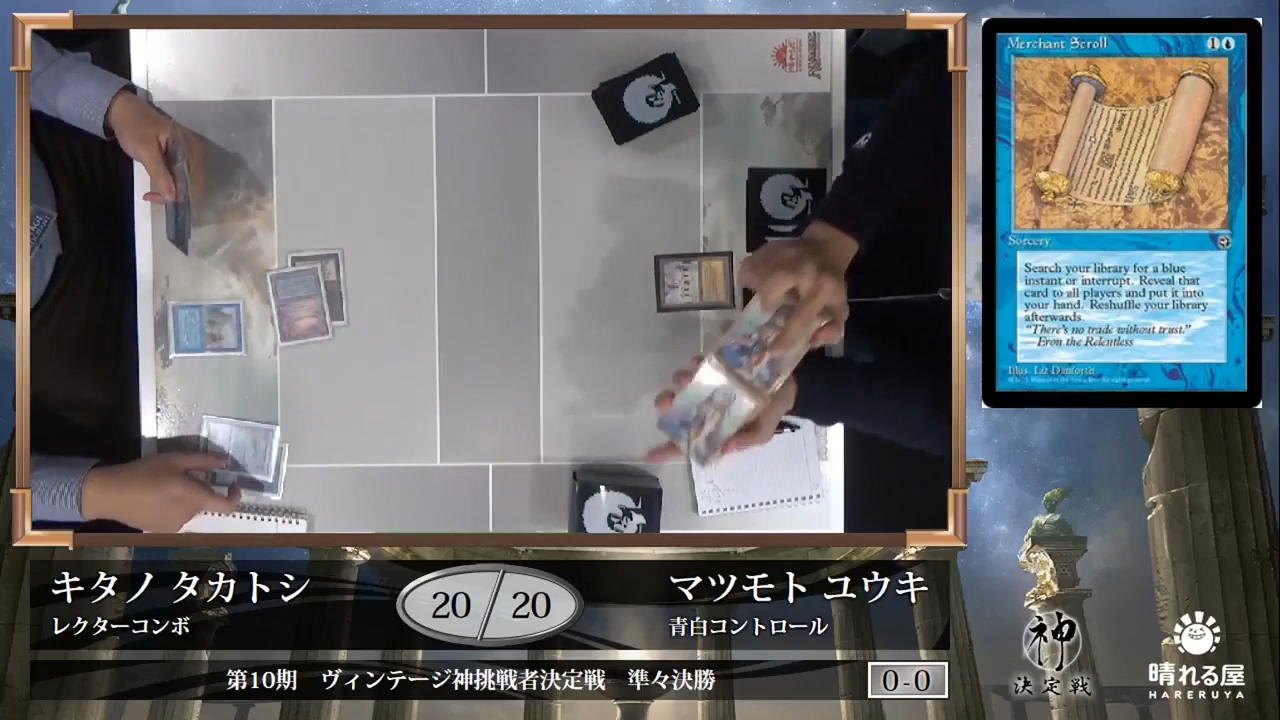 Merchant Scroll
1
Sorcery
Search your library for a blue
instant or interrupt. Reveal that
card to all players and put it into
your hand. Reshuffle your library
afterwards.
"There's no trade without trust."
Eron the Relentless
Illus. Liz Danforth
キタノ タカトシ
レクターコンボ
20/20
マツモト ユウキ
青白コントロール
第10期 ヴィンテージ神挑戦者決定戦 準々決勝
0-0
神
決定戦
晴れる屋
HARERUYA